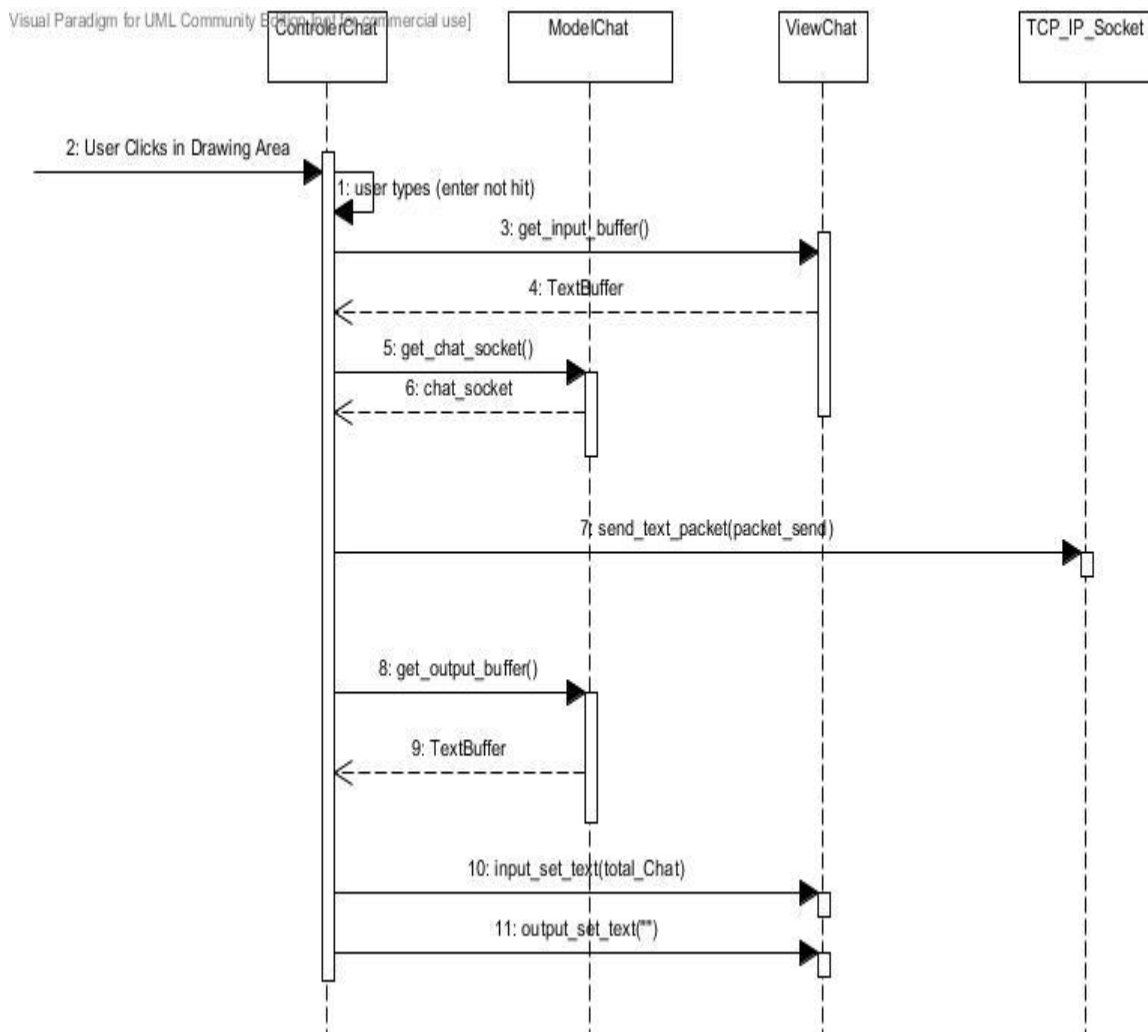 Visual Paradigm for UML Community Edition [not for commercial use]
ControlerChat
ModelChat
ViewChat
TCP_IP_Socket
2: User Clicks in Drawing Area
1: user types (enter not hit)
3: get_input_buffer()
4: TextBuffer
5: get_chat_socket()
6: chat_socket
7: send_text_packet(packet_send)
8: get_output_buffer()
9: TextBuffer
10: input_set_text(total_Chat)
11: output_set_text("")